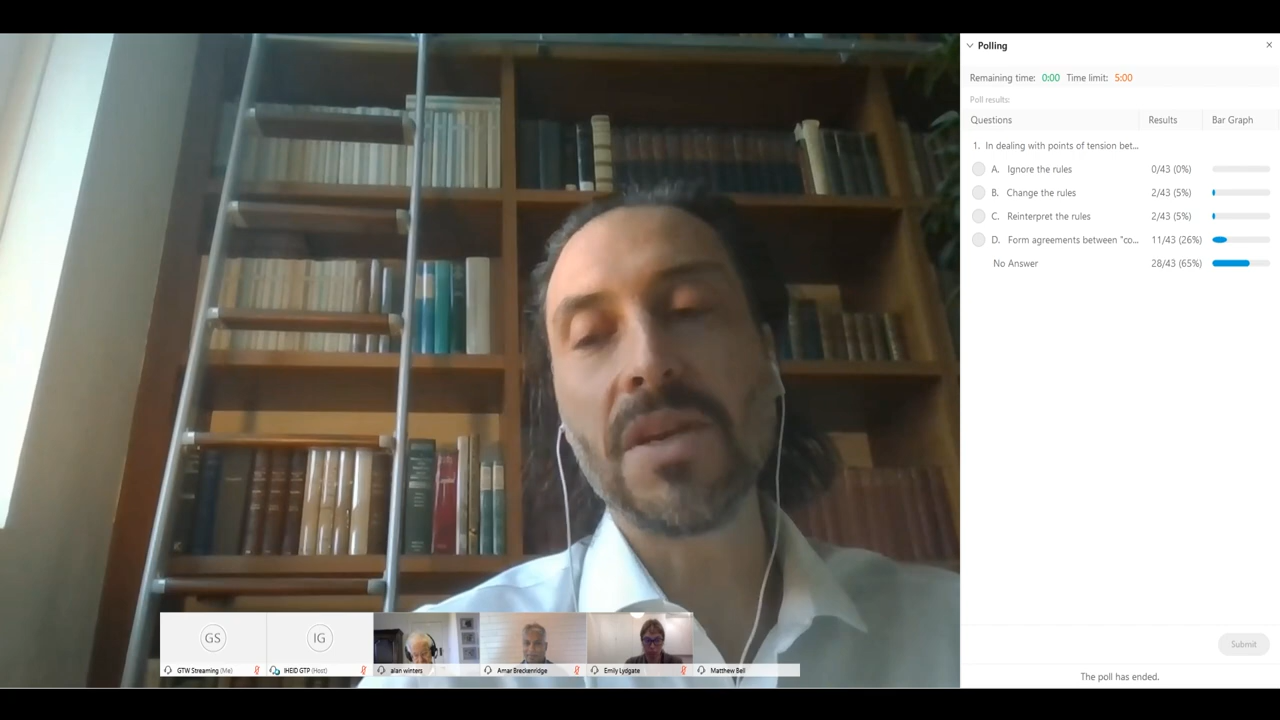 Polling
Remaining time: 0:00 Time limit: 5:00
Poll results:
Questions Results Bar Graph
1. In dealing with points of tension bet...
A. Ignore the rules 0/43 (0%)
B. Change the rules 2/43 (5%)
C. Reinterpret the rules 2/43 (5%)
D. Form agreements between "co... 11/43 (26%)
No Answer 28/43 (65%)
Submit
The poll has ended.
GS
IG
GTW Streaming (Me)
IHEID GTP (Host)
alan winters
Amar Breckenridge
Emily Lydgate
Matthew Bell